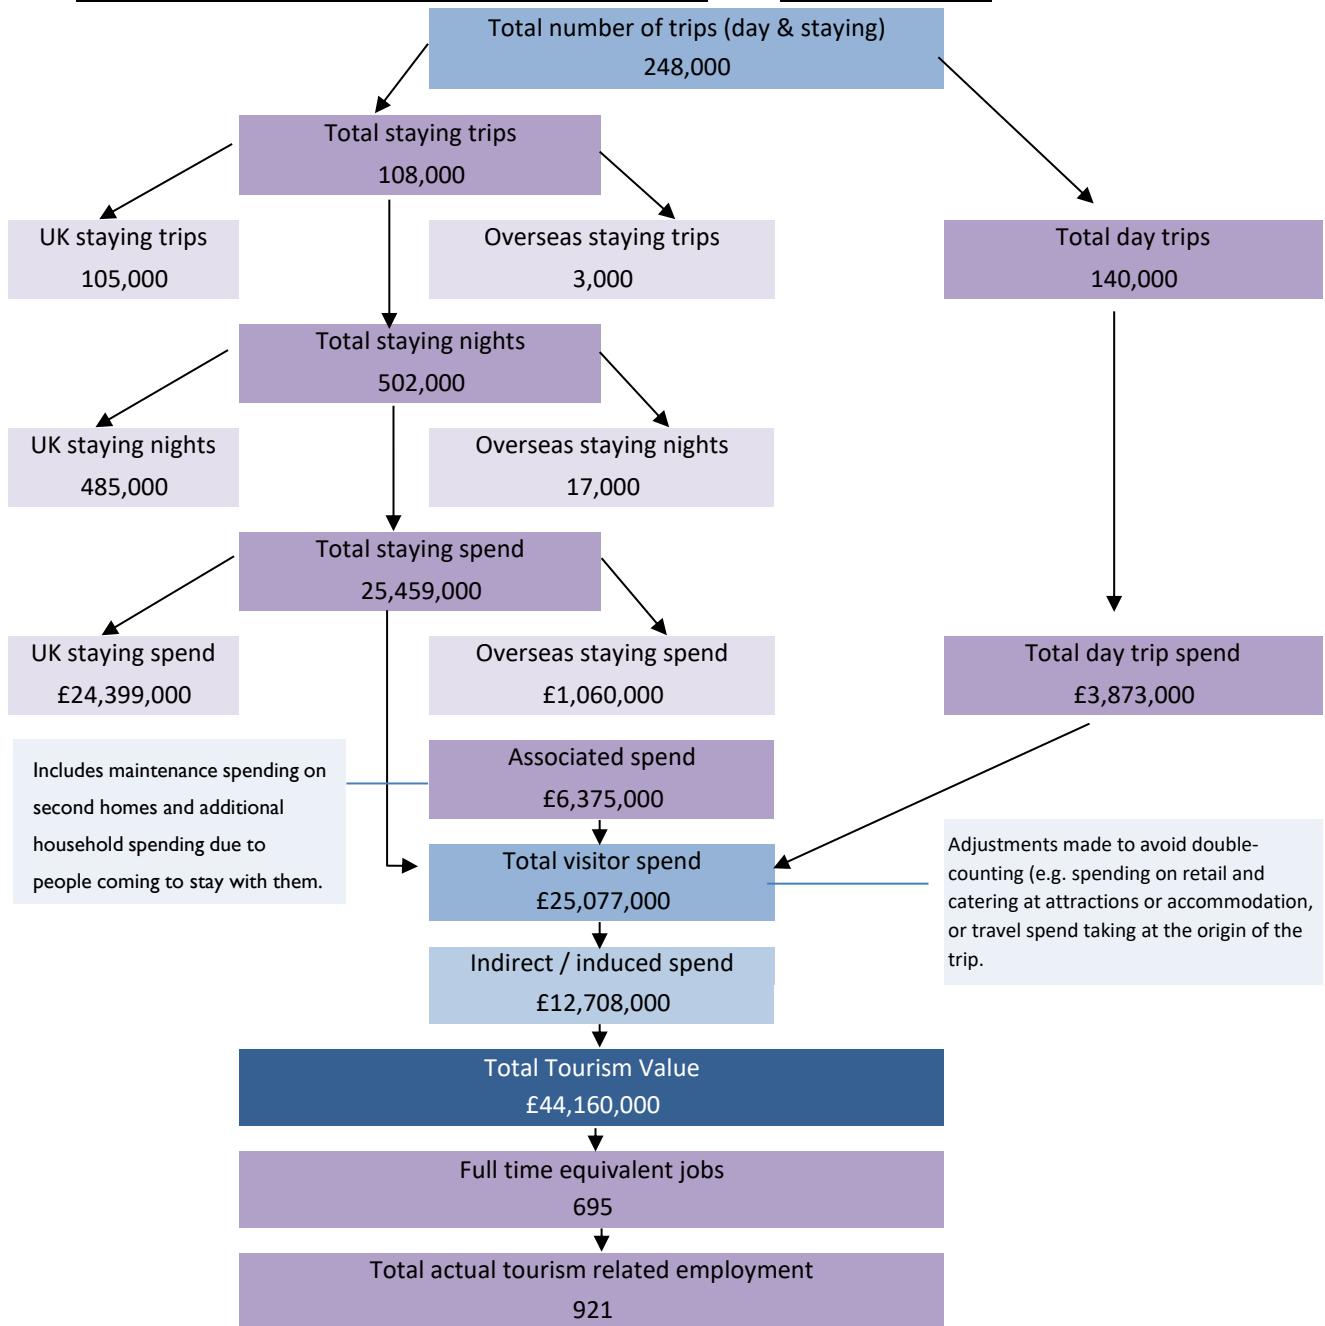 Total number of trips (day & staying)
248,000
Total staying trips
108,000
UK staying trips
105,000
Overseas staying trips
3,000
Total day trips
140,000
Total staying nights
502,000
UK staying nights
485,000
Overseas staying nights
17,000
Total staying spend
25,459,000
UK staying spend
£24,399,000
Overseas staying spend
£1,060,000
Total day trip spend
£3,873,000
Includes maintenance spending on
second homes and additional
household spending due to
people coming to stay with them.
Associated spend
£6,375,000
Total visitor spend
£25,077,000
Adjustments made to avoid double-
counting (e.g. spending on retail and
catering at attractions or accommodation,
or travel spend taking at the origin of the
trip.
Indirect / induced spend
£12,708,000
Total Tourism Value
£44,160,000
Full time equivalent jobs
695
Total actual tourism related employment
921